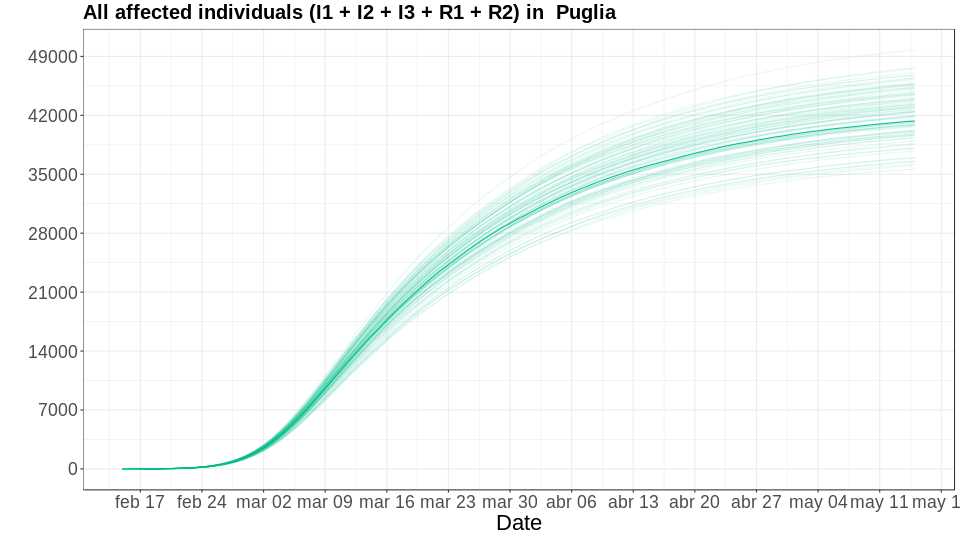 All affected individuals (I1 + I2 + I3 + R1 + R2) in  Puglia
49000
42000
35000
28000
21000
14000
7000
0
feb 17 feb 24 mar 02 mar 09 mar 16 mar 23 mar 30 abr 06 abr 13 abr 20 abr 27 may 04 may 11 may 1
Date